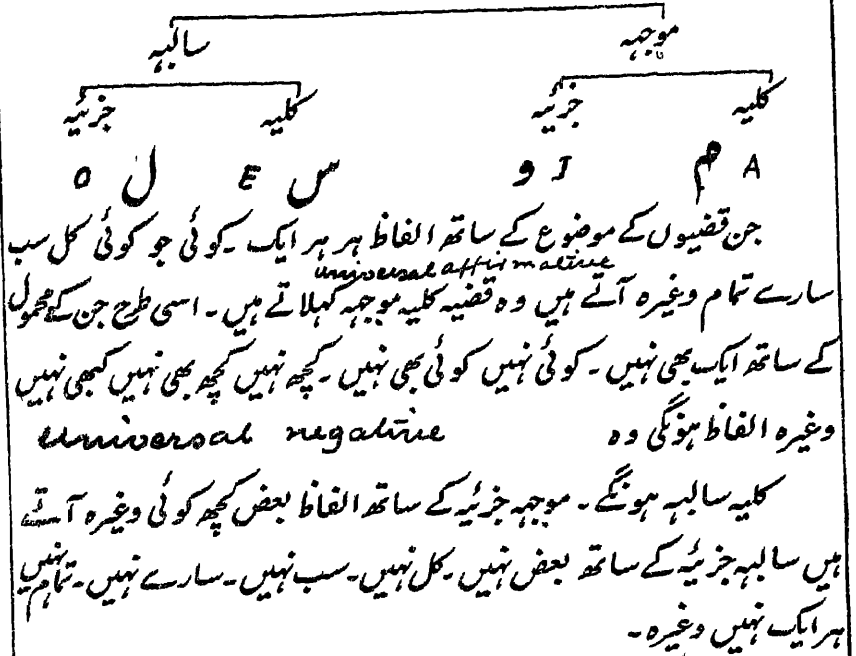 موجبہ سالبہ
کلیہ جزئیہ کلیہ جزئیہ
A م I و س E ل O
جن قضیوں کے موضوع کے ساتھ الفاظ ہر ہر ایک ۔ کوئی جو کوئی کل سب
universal affirmative
سارے تمام وغیرہ آتے ہیں وہ قضیہ کلیہ موجبہ کہلاتے ہیں ۔ اسی طرح جن کے محمول
کے ساتھ ایک بھی نہیں ۔ کوئی نہیں کوئی بھی نہیں ۔ کچھ نہیں کچھ بھی نہیں کبھی نہیں
وغیرہ الفاظ ہونگی وہ universal negative
کلیہ سالبہ ہونگے ۔ موجبہ جزئیہ کے ساتھ الفاظ بعض کچھ کوئی وغیرہ آتے
ہیں سالبہ جزئیہ کے ساتھ بعض نہیں ۔ کل نہیں ۔ سب نہیں ۔ سارے نہیں ۔ تمام نہیں
ہر ایک نہیں وغیرہ ۔